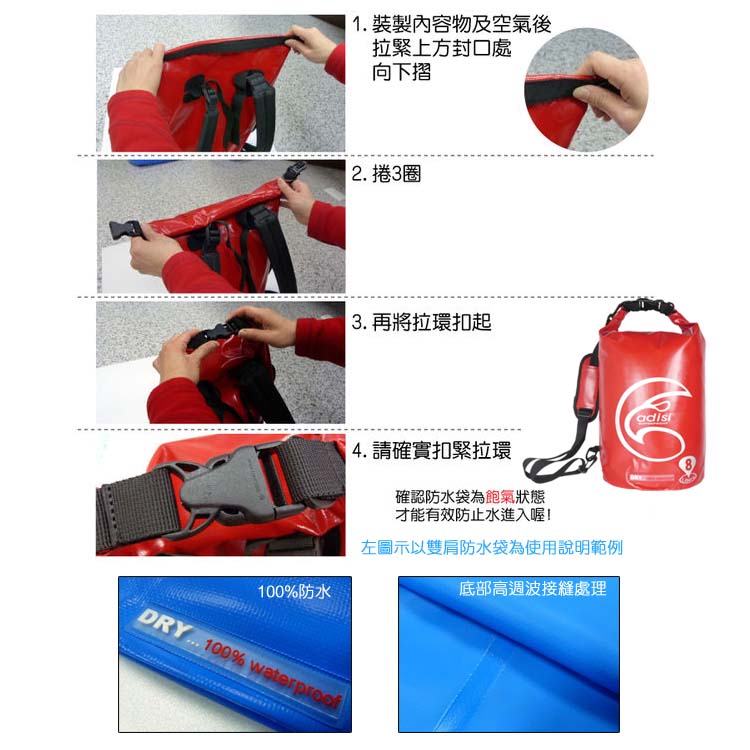 1. 裝製內容物及空氣後
拉緊上方封口處
向下摺
2. 捲3圈
3. 再將拉環扣起
4. 請確實扣緊拉環
adisi
8
DRY...
確認防水袋為飽氣狀態
才能有效防止水進入喔!
左圖示以雙肩防水袋為使用說明範例
100%防水
DRY... 100% waterproof
底部高週波接縫處理